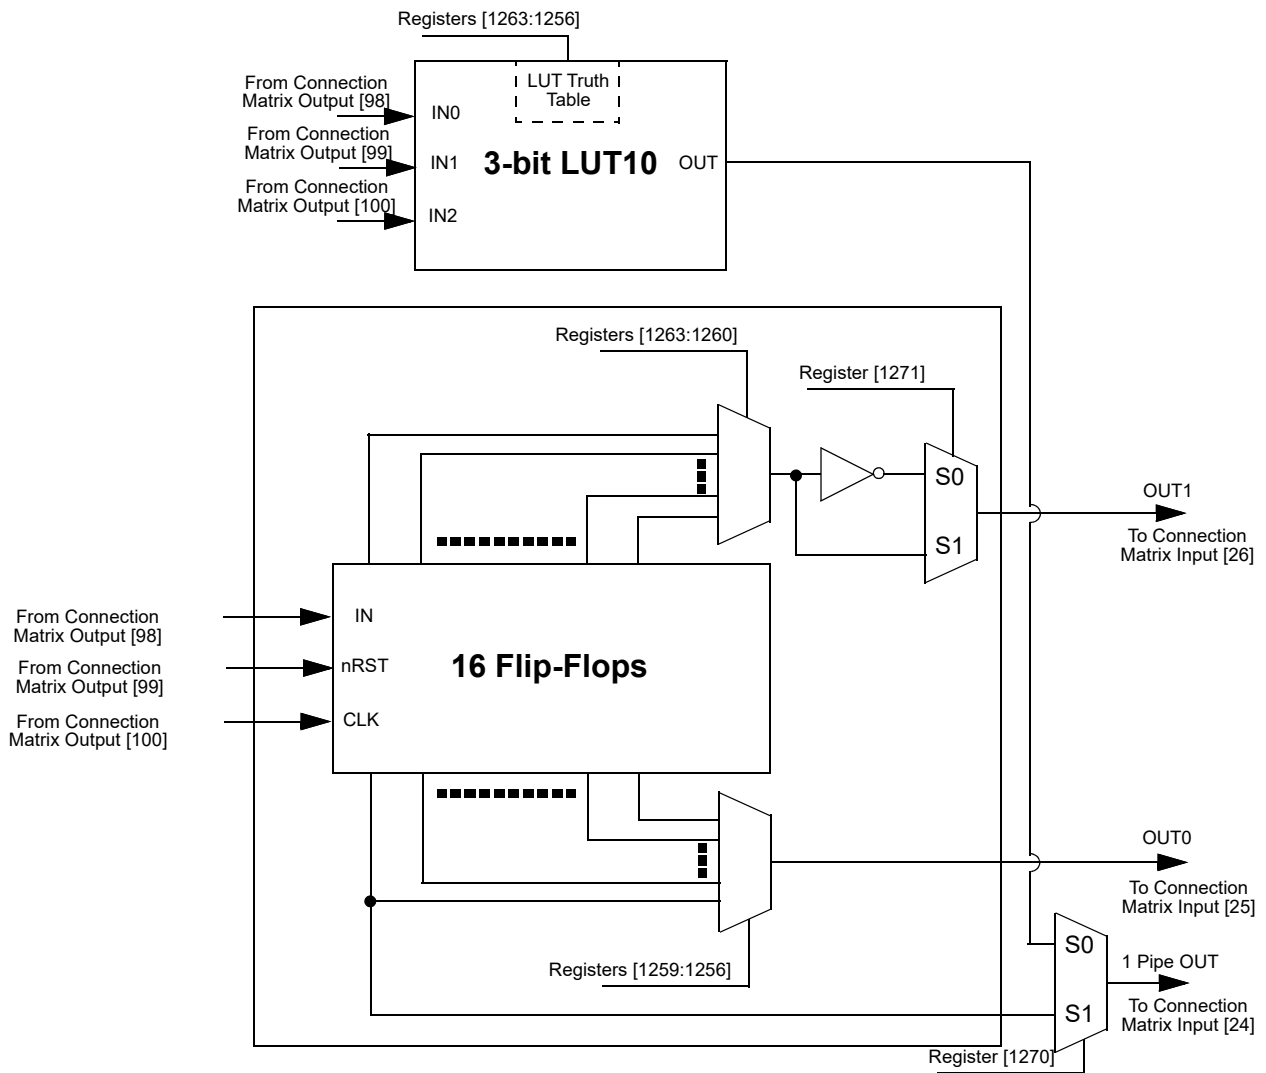 Registers [1263:1256]
From Connection
Matrix Output [98]
From Connection
Matrix Output [99]
From Connection
Matrix Output [100]
LUT Truth
Table
IN0
IN1
IN2
3-bit LUT10
OUT
Registers [1263:1260]
Register [1271]
S0
S1
OUT1
To Connection
Matrix Input [26]
From Connection
Matrix Output [98]
From Connection
Matrix Output [99]
From Connection
Matrix Output [100]
IN
nRST
CLK
16 Flip-Flops
OUT0
To Connection
Matrix Input [25]
Registers [1259:1256]
S0
S1
1 Pipe OUT
To Connection
Matrix Input [24]
Register [1270]